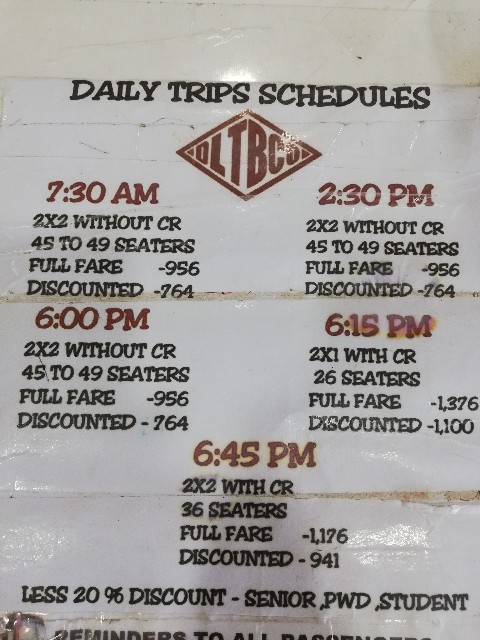 DAILY TRIPS SCHEDULES
DLTBCo
7:30 AM
2X2 WITHOUT CR
45 TO 49 SEATERS
FULL FARE -956
DISCOUNTED -764
2:30 PM
2X2 WITHOUT CR
45 TO 49 SEATERS
FULL FARE -956
DISCOUNTED -764
6:00 PM
2X2 WITHOUT CR
45 TO 49 SEATERS
FULL FARE -956
DISCOUNTED - 764
6:15 PM
2X1 WITH CR
26 SEATERS
FULL FARE -1,376
DISCOUNTED -1,100
6:45 PM
2X2 WITH CR
36 SEATERS
FULL FARE -1,176
DISCOUNTED - 941
LESS 20 % DISCOUNT - SENIOR ,PWD ,STUDENT
REMINDERS TO ALL PASSENGERS